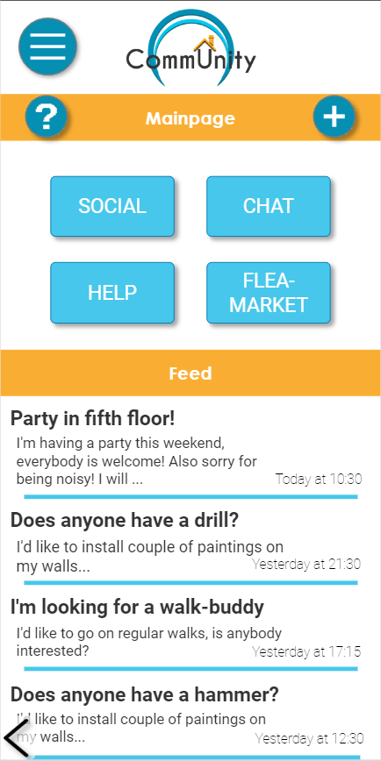 CommUnity
?
Mainpage
+
SOCIAL
CHAT
HELP
FLEA-
MARKET
Feed
Party in fifth floor!
I'm having a party this weekend,
everybody is welcome! Also sorry for
being noisy! I will ...
Today at 10:30
Does anyone have a drill?
I'd like to install couple of paintings on
my walls...
Yesterday at 21:30
I'm looking for a walk-buddy
I'd like to go on regular walks, is anybody
interested?
Yesterday at 17:15
Does anyone have a hammer?
I'd like to install couple of paintings on
my walls...
Yesterday at 12:30